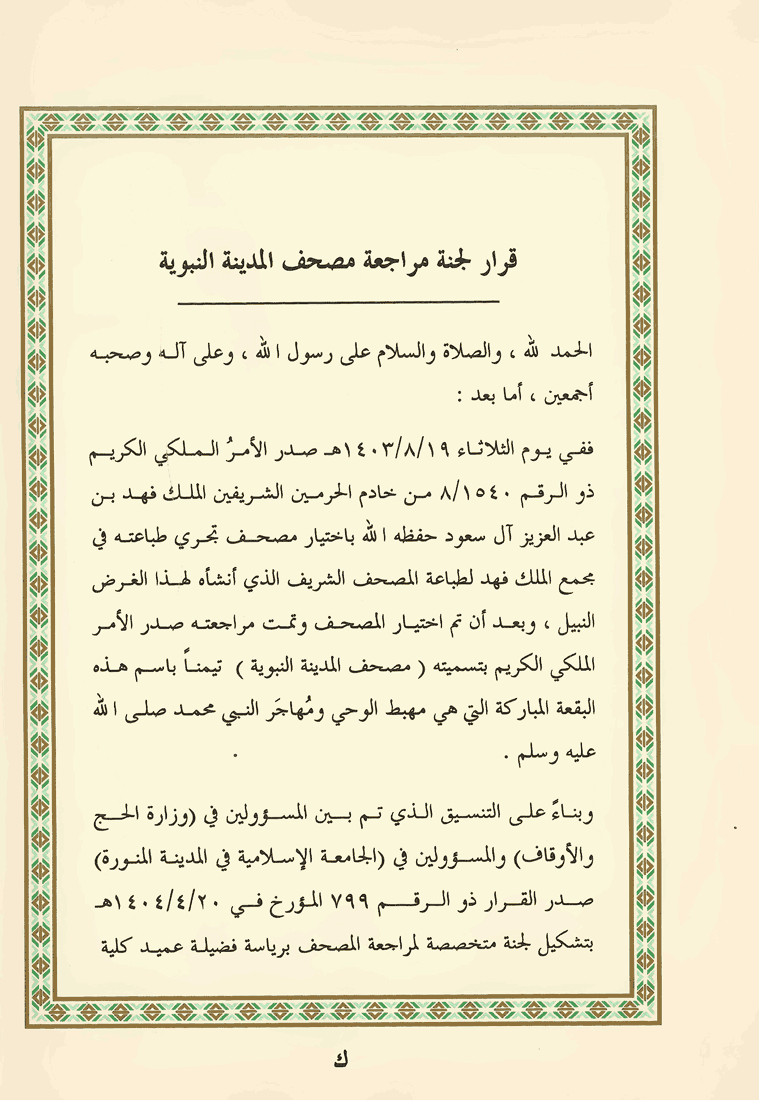 قرار لجنة مراجعة مصحف المدينة النبوية
الحمد لله ، والصلاة والسلام على رسول الله ، وعلى آله وصحبه
أجمعين ، أما بعد :
ففي يوم الثلاثاء ١٤٠٣/٨/١٩هـ صدر الأمرُ الملكي الكريم
ذو الرقم ٨/١٥٤٠ من خادم الحرمين الشريفين الملك فهد بن
عبد العزيز آل سعود حفظه الله باختيار مصحف تجري طباعته في
مجمع الملك فهد لطباعة المصحف الشريف الذي أنشأه لهذا الغرض
النبيل ، وبعد أن تم اختيار المصحف وتمت مراجعته صدر الأمر
الملكي الكريم بتسميته ( مصحف المدينة النبوية ) تيمناً باسم هذه
البقعة المباركة التي هي مهبط الوحي ومُهاجَر النبي محمد صلى الله
عليه وسلم .
وبناءً على التنسيق الذي تم بين المسؤولين في (وزارة الحج
والأوقاف) والمسؤولين في (الجامعة الإسلامية في المدينة المنورة)
صدر القرار ذو الرقم ٧٩٩ المؤرخ في ١٤٠٤/٤/٢٠هـ
بتشكيل لجنة متخصصة لمراجعة المصحف برياسة فضيلة عميد كلية
ك